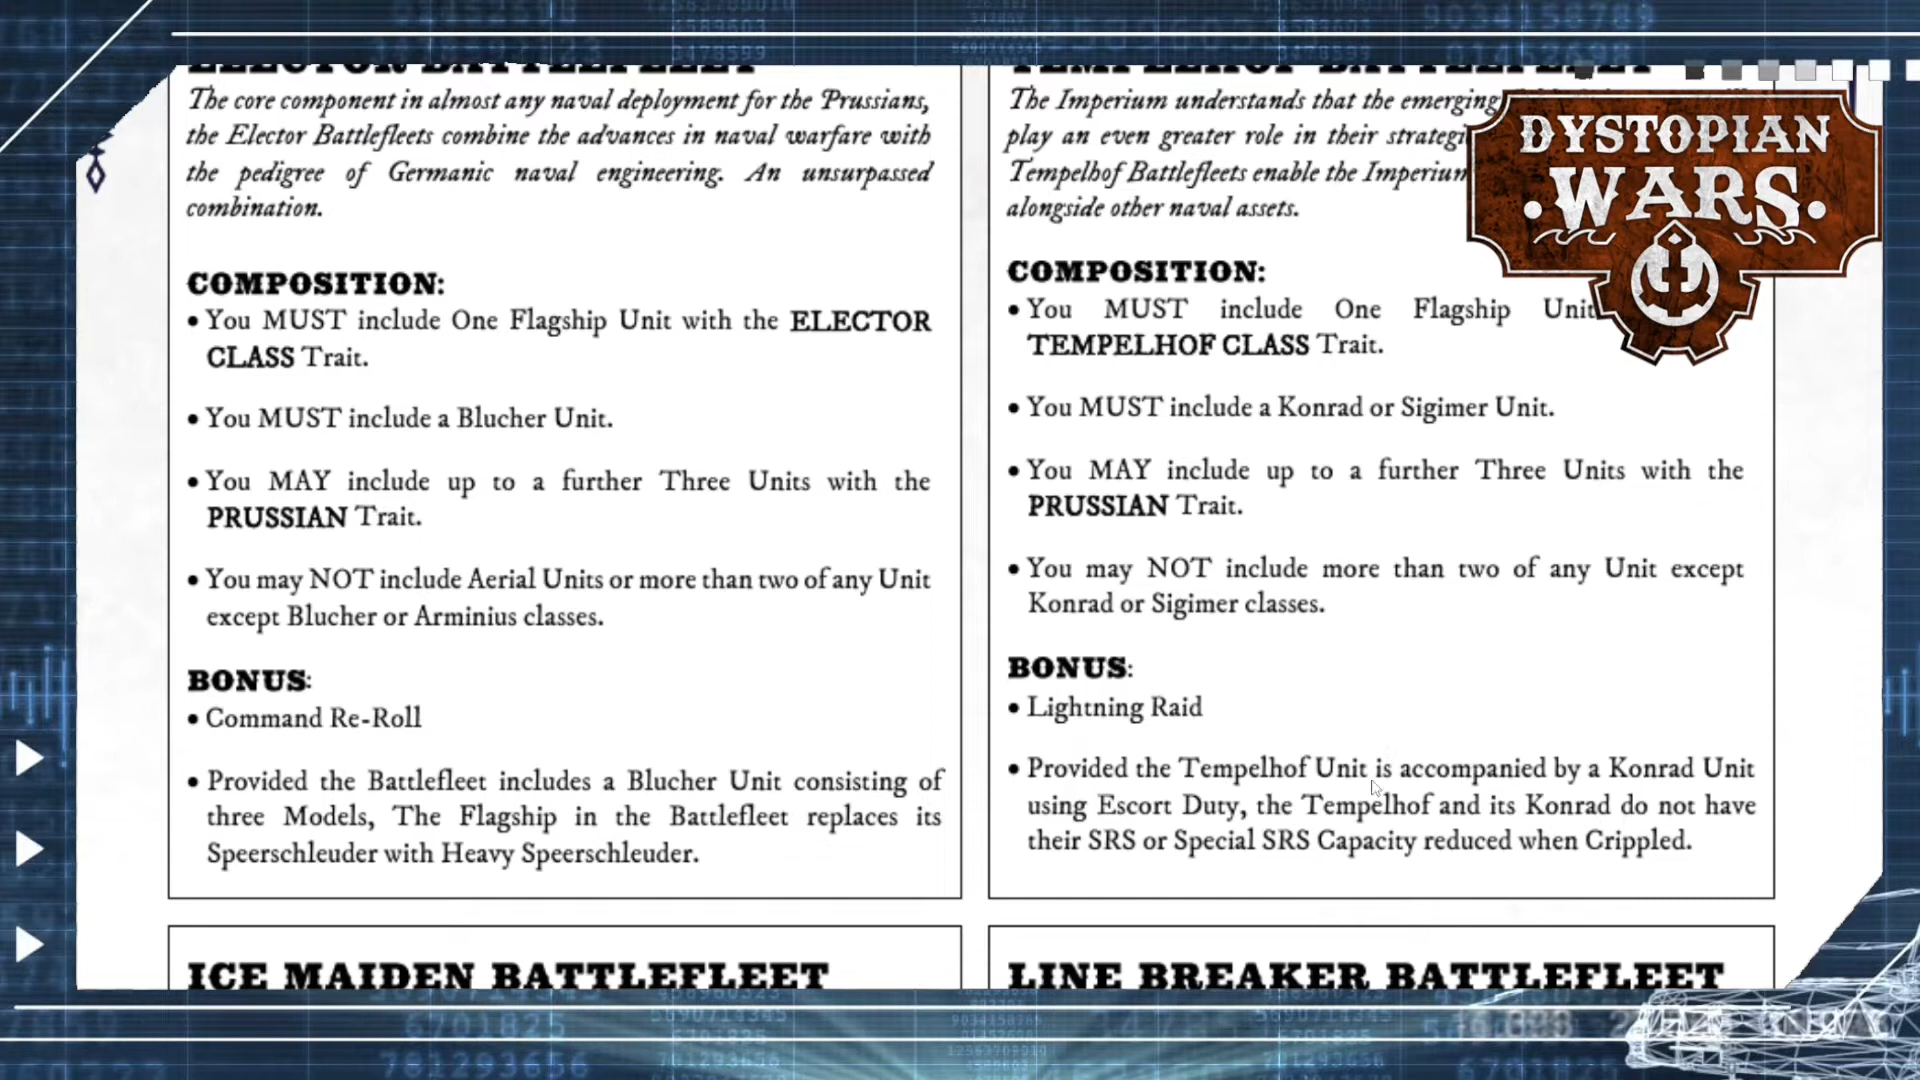 ELECTOR BATTLEFLEET
The core component in almost any naval deployment for the Prussians,
the Elector Battlefleets combine the advances in naval warfare with
the pedigree of Germanic naval engineering. An unsurpassed
combination.
COMPOSITION:
• You MUST include One Flagship Unit with the ELECTOR
CLASS Trait.
• You MUST include a Blucher Unit.
• You MAY include up to a further Three Units with the
PRUSSIAN Trait.
• You may NOT include Aerial Units or more than two of any Unit
except Blucher or Arminius classes.
BONUS:
• Command Re-Roll
• Provided the Battlefleet includes a Blucher Unit consisting of
three Models, The Flagship in the Battlefleet replaces its
Speerschleuder with Heavy Speerschleuder.
ICE MAIDEN BATTLEFLEET
TEMPELHOF BATTLEFLEET
The Imperium understands that the emerging
play an even greater role in their
Tempelhof Battlefleets enable the Imperium
alongside other naval assets.
COMPOSITION:
• You MUST include One Flagship Unit
TEMPELHOF CLASS Trait.
• You MUST include a Konrad or Sigimer Unit.
• You MAY include up to a further Three Units with the
PRUSSIAN Trait.
• You may NOT include more than two of any Unit except
Konrad or Sigimer classes.
BONUS:
• Lightning Raid
• Provided the Tempelhof Unit is accompanied by a Konrad Unit
using Escort Duty, the Tempelhof and its Konrad do not have
their SRS or Special SRS Capacity reduced when Crippled.
LINE BREAKER BATTLEFLEET
DYSTOPIAN
WARS
6701825
781293656